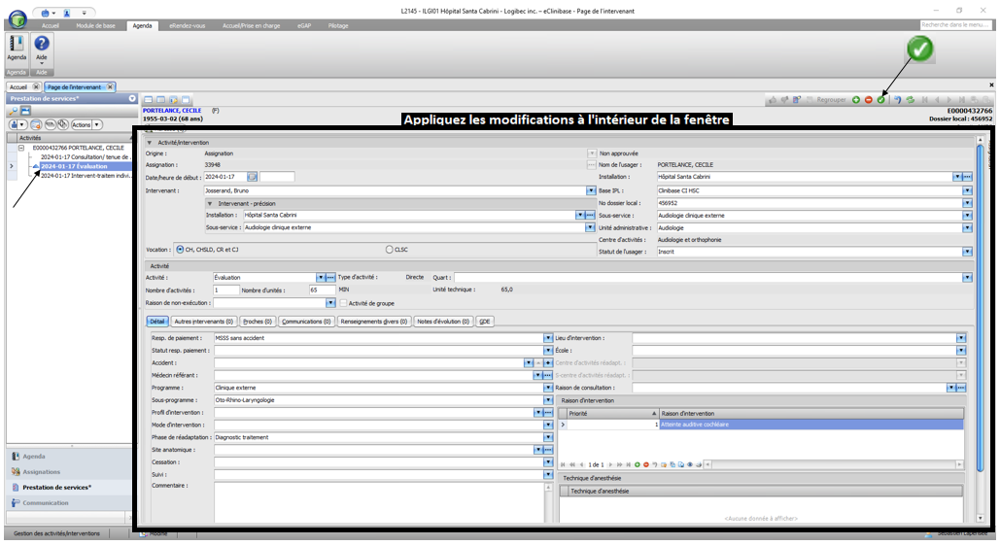 L2145 - ILGI01 Hôpital Santa Cabrini - Logibec inc. – eClinibase - Page de l'intervenant
Accueil Module de base Agenda eRendez-vous Accueil/Prise en charge eGAP Pilotage
Recherche dans le menu...
Agenda Aide
Agenda Aide
Accueil Page de l'intervenant
Prestation de services*
Regrouper
PORTELANCE, CECILE (F)
E0000432766
1955-03-02 (68 ans)
Dossier local : 456952
Appliquez les modifications à l'intérieur de la fenêtre
Actions
Activités
E0000432766 PORTELANCE, CECILE
2024-01-17 Consultation/ tenue de
2024-01-17 Évaluation
2024-01-17 Intervent-traitem indivi...
Activité/Intervention
Origine : Assignation
Non approuvée
Assignation : 33948
Nom de l'usager : PORTELANCE, CECILE
Date/heure de début : 2024-01-17
Installation : Hôpital Santa Cabrini
Intervenant : Josserand, Bruno
Base IPL : Clinibase CI HSC
Intervenant - précision
No dossier local : 456952
Installation : Hôpital Santa Cabrini
Sous-service : Audiologie clinique externe
Sous-service : Audiologie clinique externe
Unité administrative : Audiologie
Centre d'activités : Audiologie et orthophonie
Vocation : CH, CHSLD, CR et CJ CLSC
Statut de l'usager : Inscrit
Activité
Activité : Évaluation Type d'activité : Directe Quart :
Nombre d'activités : 1 Nombre d'unités : 65 MIN Unité technique : 65,0
Raison de non-exécution : Activité de groupe
Détail Autres intervenants (0) Proches (0) Communications (0) Renseignements divers (0) Notes d'évolution (0) GDE
Resp. de paiement : MSSS sans accident
Lieu d'intervention :
Statut resp. paiement :
École :
Accident :
Centre d'activités réadapt. :
Médecin référant :
S-centre d'activités réadapt. :
Programme : Clinique externe
Raison de consultation :
Sous-programme : Oto-Rhino-Laryngologie
Raison d'intervention
Profil d'intervention :
Priorité Raison d'intervention
Mode d'intervention :
1 Atteinte auditive cochléaire
Phase de réadaptation : Diagnostic traitement
Site anatomique :
Cessation :
1 de 1
Suivi :
Technique d'anesthésie
Commentaire :
Technique d'anesthésie
<Aucune donnée à afficher>
Agenda
Assignations
Prestation de services*
Communication
Gestion des activités/interventions
Modifié